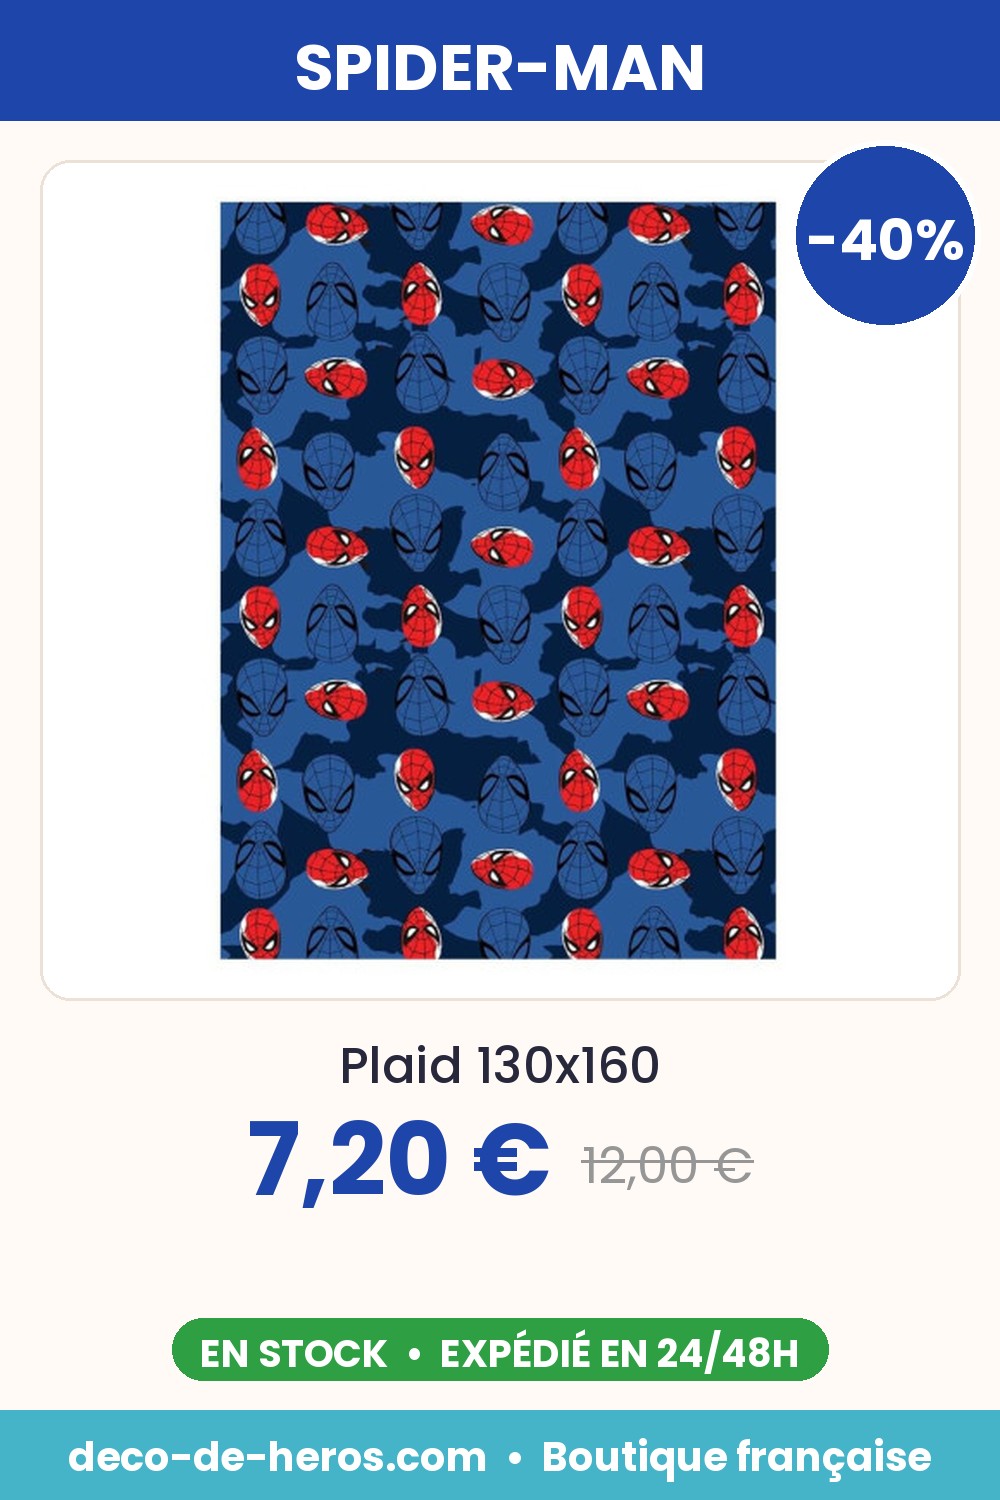 SPIDER-MAN
-40%
Plaid 130x160
7,20 € 12,00 €
EN STOCK • EXPÉDIÉ EN 24/48H
deco-de-heros.com • Boutique française